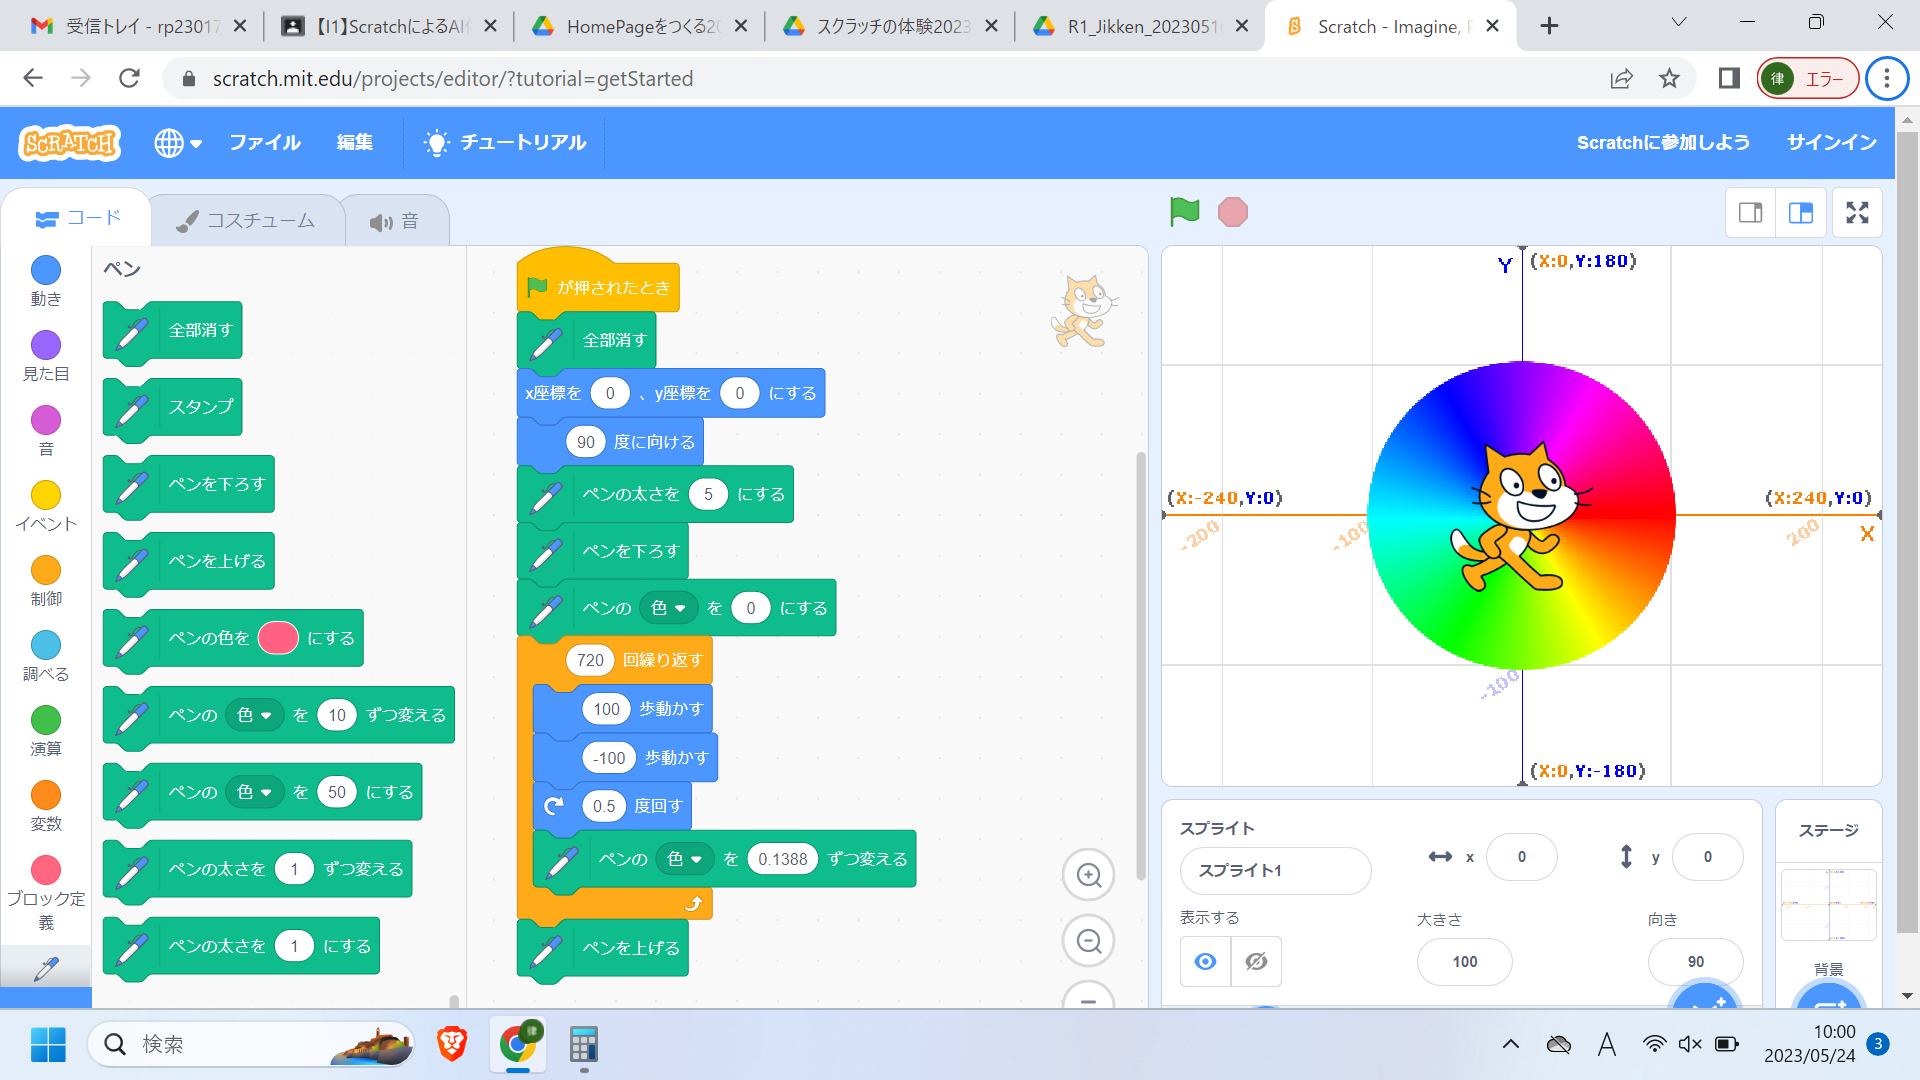 受信トレイ - rp23017
【I1】ScratchによるAI
HomePageをつくる20
スクラッチの体験2023
R1_Jikken_2023051
Scratch - Imagine, P
scratch.mit.edu/projects/editor/?tutorial=getStarted
律 エラー
SCRATCH
ファイル
編集
チュートリアル
Scratchに参加しよう
サインイン
コード
コスチューム
音
動き
見た目
音
イベント
制御
調べる
演算
変数
ブロック定
義
ペン
全部消す
スタンプ
ペンを下ろす
ペンを上げる
ペンの色を にする
ペンの 色 を 10 ずつ変える
ペンの 色 を 50 にする
ペンの太さを 1 ずつ変える
ペンの太さを 1 にする
が押されたとき
全部消す
x座標を 0 、y座標を 0 にする
90 度に向ける
ペンの太さを 5 にする
ペンを下ろす
ペンの 色 を 0 にする
720 回繰り返す
100 歩動かす
-100 歩動かす
0.5 度回す
ペンの 色 を 0.1388 ずつ変える
ペンを上げる
Y (X:0,Y:180)
(X:-240,Y:0)
(X:240,Y:0)
-200
-100
200
X
-100
(X:0,Y:-180)
スプライト
スプライト1
x 0
y 0
表示する
大きさ
100
向き
90
ステージ
背景
検索
律
A
10:00
2023/05/24
3